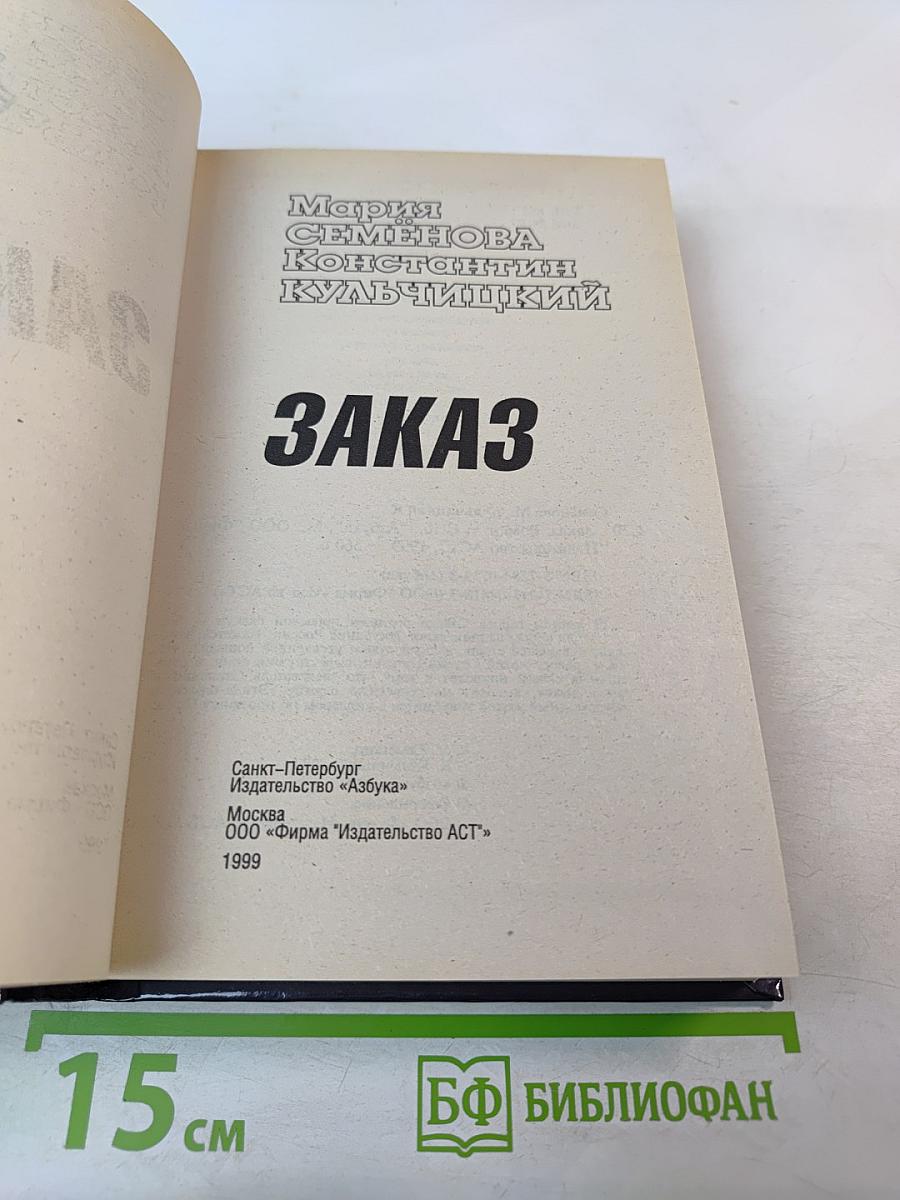 Мария
СЕМЁНОВА
Константин
КУЛЬЧИЦКИЙ
ЗАКАЗ
Санкт–Петербург
Издательство «Азбука»
Москва
ООО «Фирма "Издательство АСТ"»
1999
15 см
БФ БИБЛИОФАН